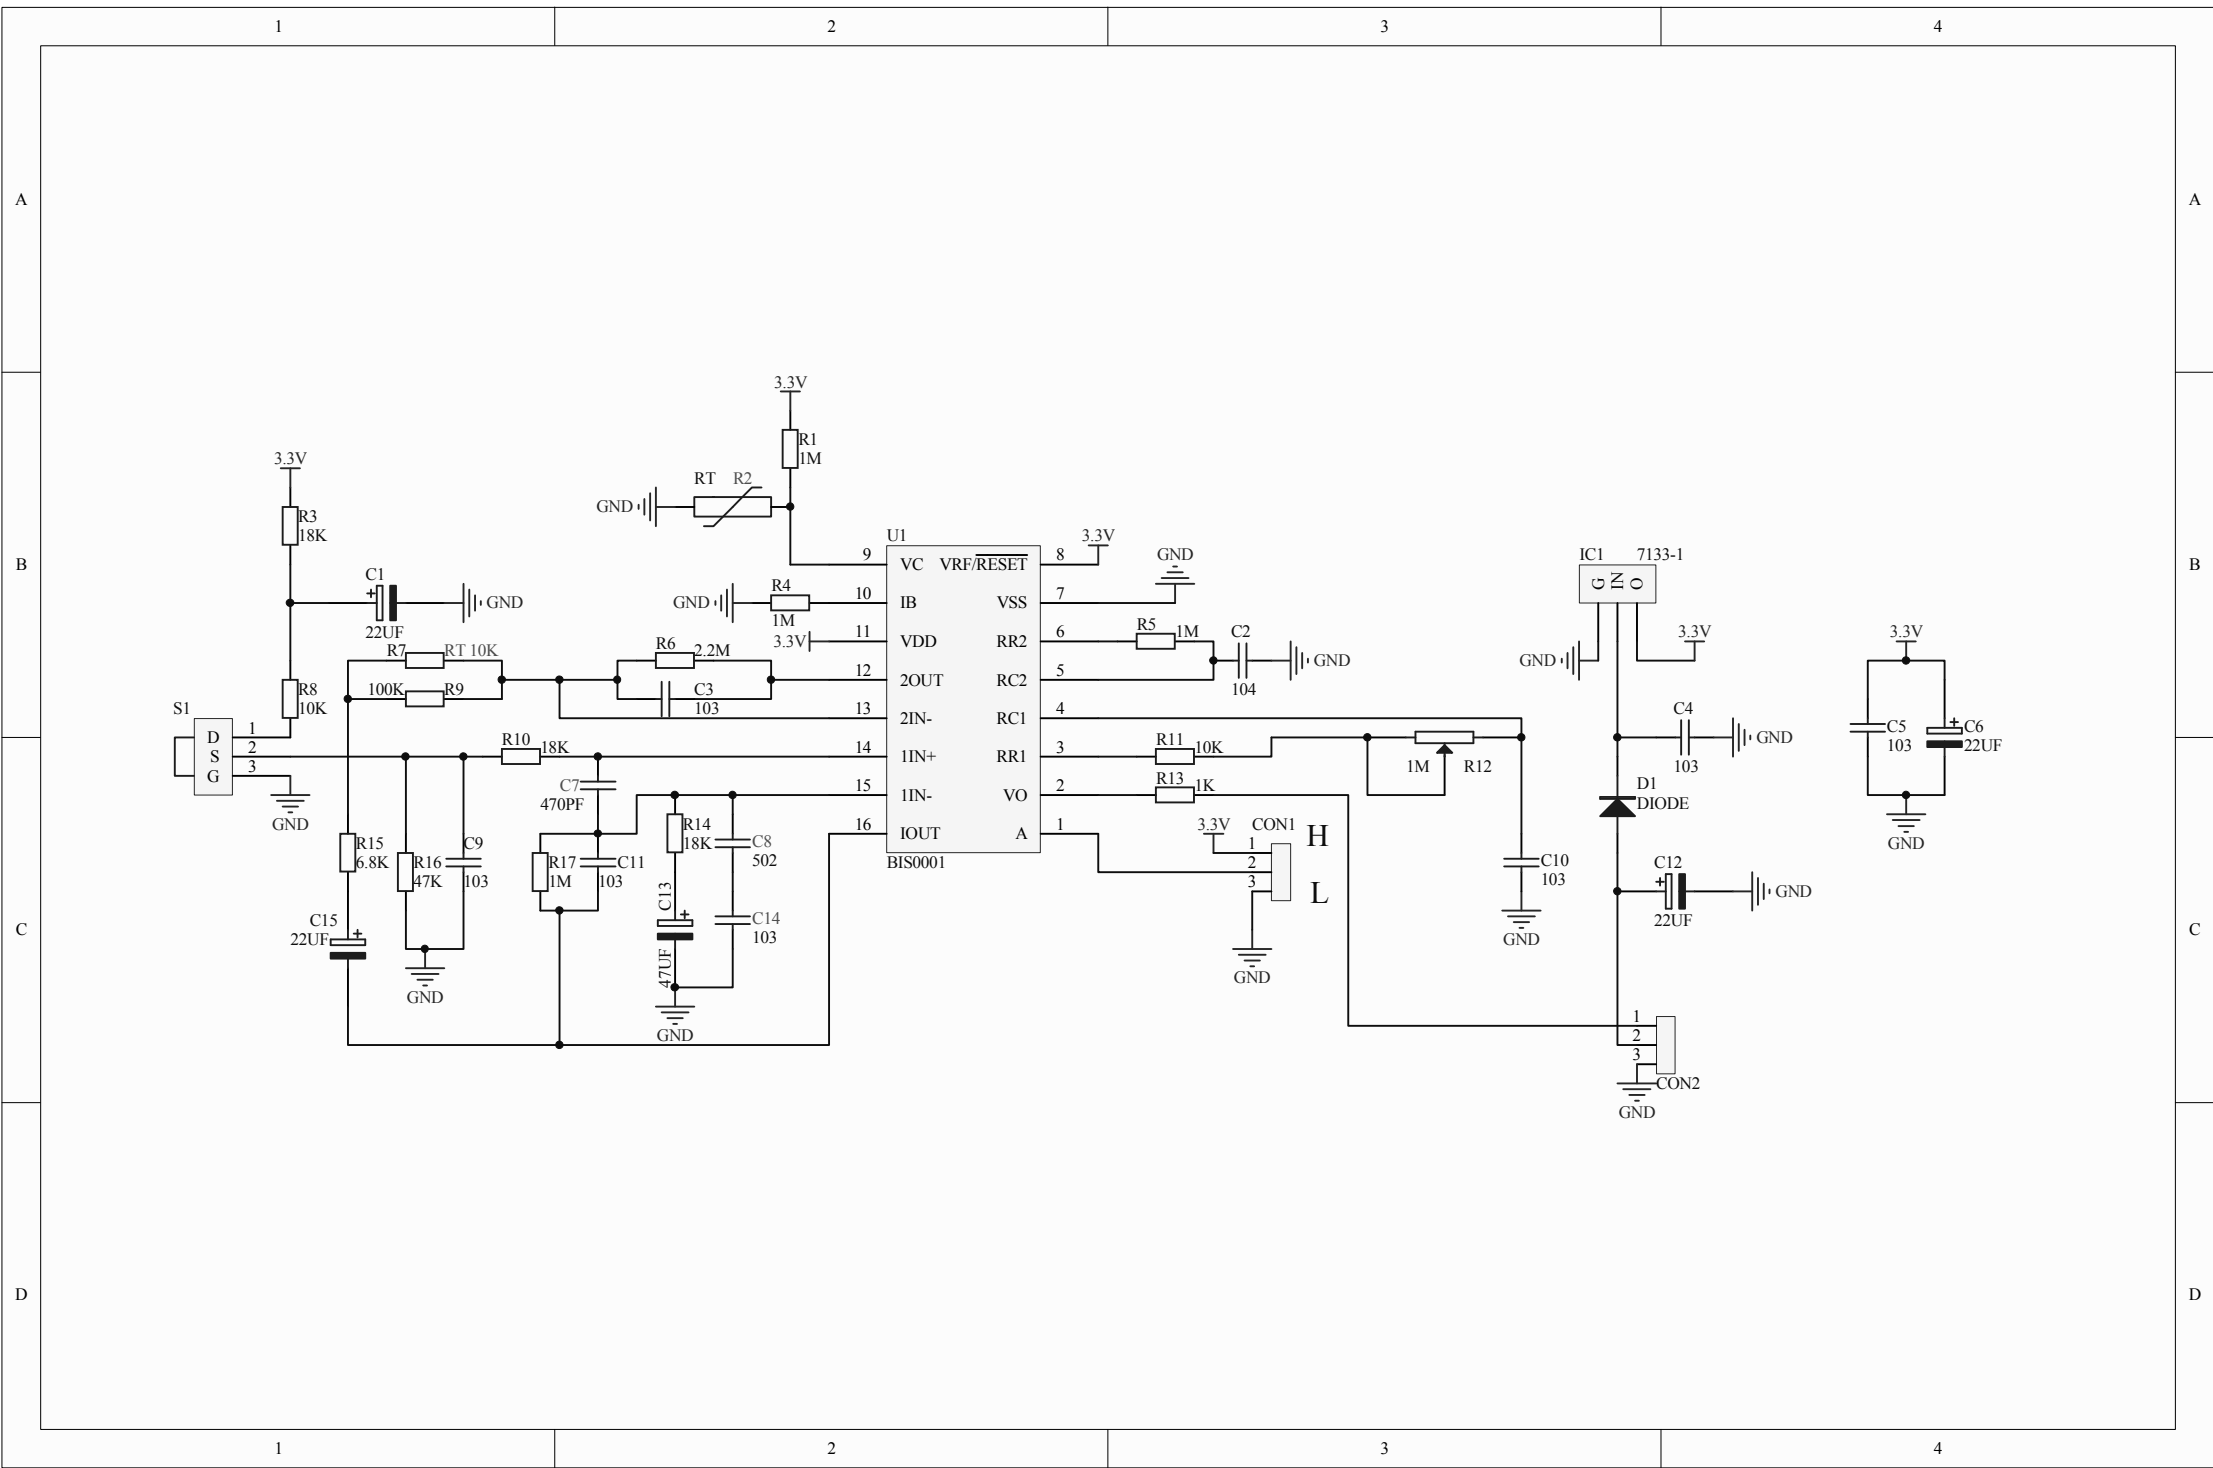 1 2 3 4
A A
3.3V
R1
1M
3.3V
RT R2
GND
R3
18K
U1
3.3V
GND
IC1 7133-1
B B
9 VC VRF/RESET 8
G IN O
C1
GND
22UF
R4
GND
1M
10 IB VSS 7
3.3V 11 VDD RR2 6
R5 1M C2
GND
104
GND
3.3V
3.3V
R7 RT 10K
R6 2.2M
100K R9
C3
103
12 2OUT RC2 5
R8
10K
S1
13 2IN- RC1 4
D 1
S 2
G 3
GND
R10 18K
14 1IN+ RR1 3
R11 10K
1M R12
C4
GND
103
C5
103
C6
22UF
GND
C7
470PF
15 1IN- VO 2
R13 1K
D1
DIODE
R14
18K
C8
502
16 IOUT A 1
BIS0001
3.3V CON1 H
1
2
3
L
GND
R15
6.8K
R16
47K
C9
103
R17
1M
C11
103
C10
103
GND
C12
GND
22UF
C C
C15
22UF
GND
C13
47UF
C14
103
GND
1
2
3
CON2
GND
D D
1 2 3 4